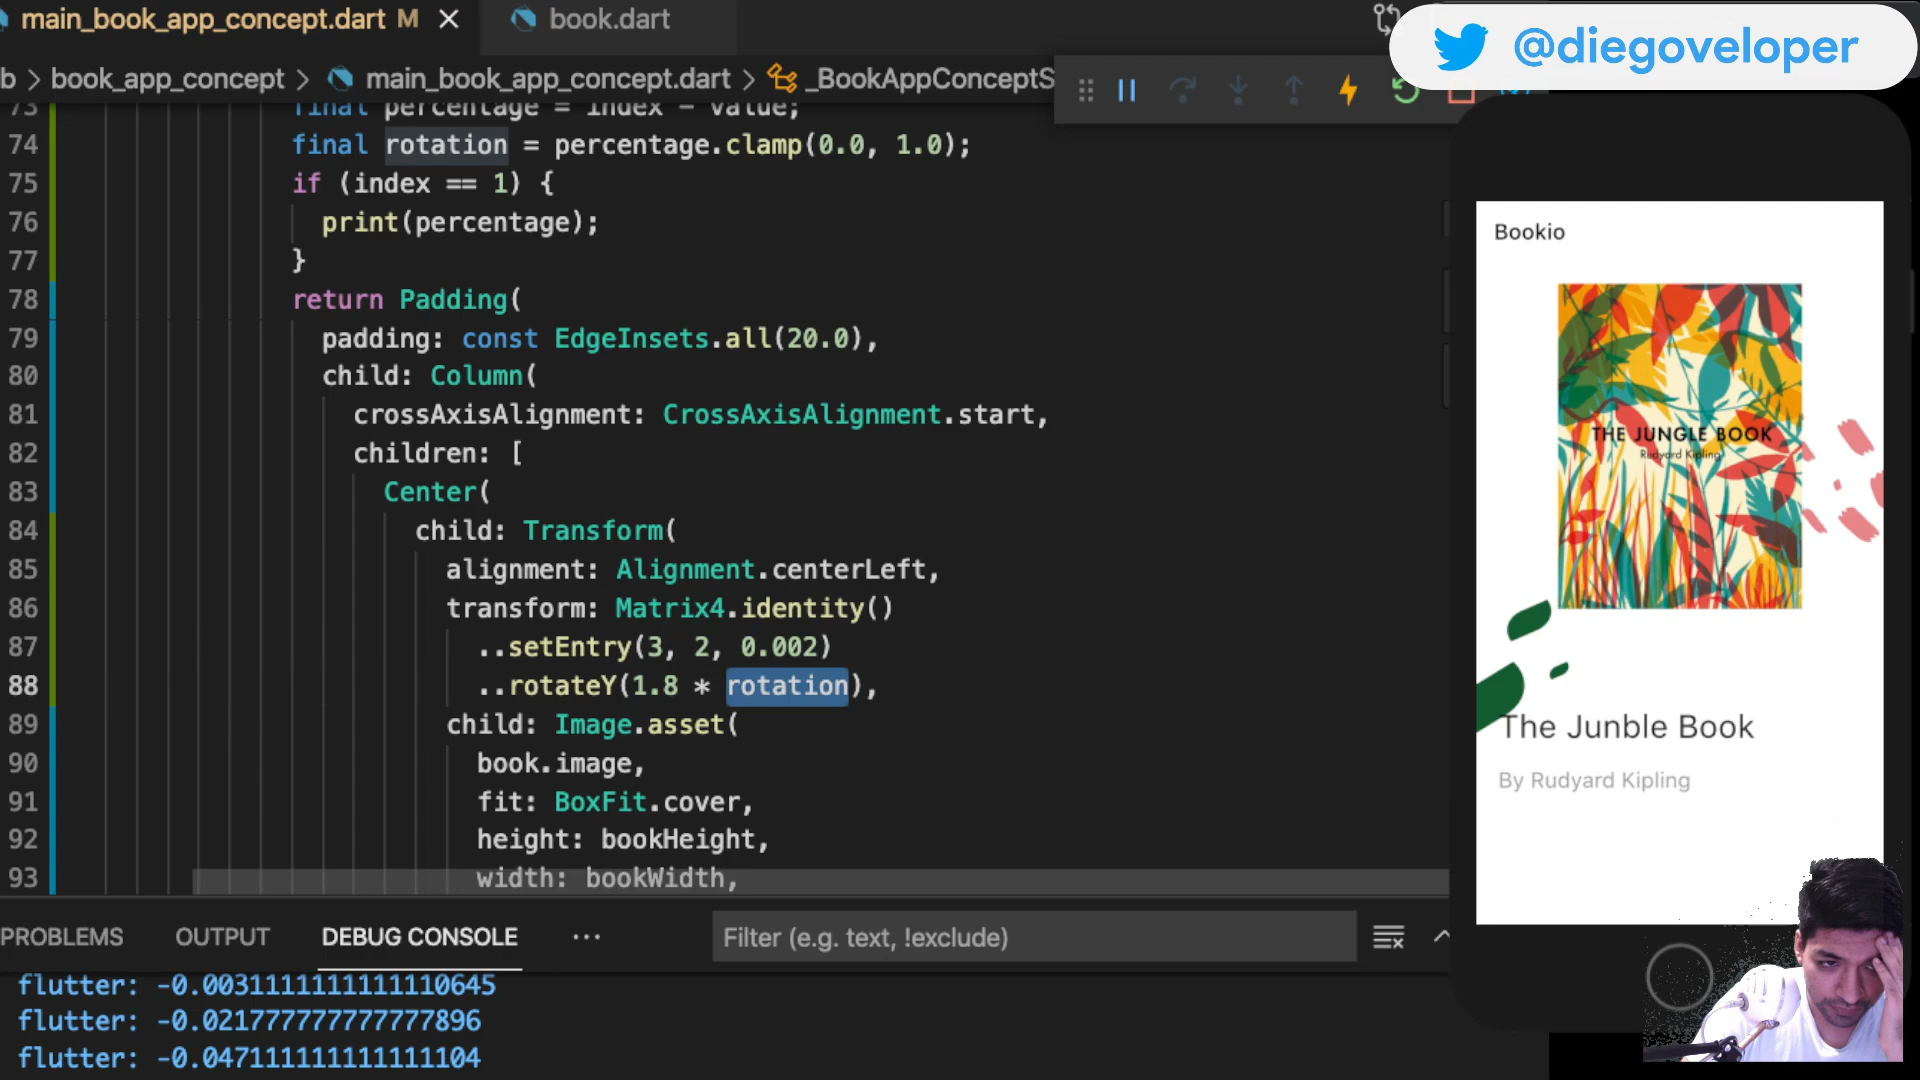 main_book_app_concept.dart M
book.dart
@diegoveloper
b > book_app_concept > main_book_app_concept.dart > _BookAppConceptS
73 final percentage = index - value;
74 final rotation = percentage.clamp(0.0, 1.0);
75 if (index == 1) {
76 print(percentage);
77 }
78 return Padding(
79 padding: const EdgeInsets.all(20.0),
80 child: Column(
81 crossAxisAlignment: CrossAxisAlignment.start,
82 children: [
83 Center(
84 child: Transform(
85 alignment: Alignment.centerLeft,
86 transform: Matrix4.identity()
87 ..setEntry(3, 2, 0.002)
88 ..rotateY(1.8 * rotation),
89 child: Image.asset(
90 book.image,
91 fit: BoxFit.cover,
92 height: bookHeight,
93 width: bookWidth,
Bookio
THE JUNGLE BOOK
Rudyard Kipling
The Junble Book
By Rudyard Kipling
PROBLEMS OUTPUT DEBUG CONSOLE ···
Filter (e.g. text, !exclude)
flutter: -0.00311111111111110645
flutter: -0.021777777777777896
flutter: -0.047111111111111104